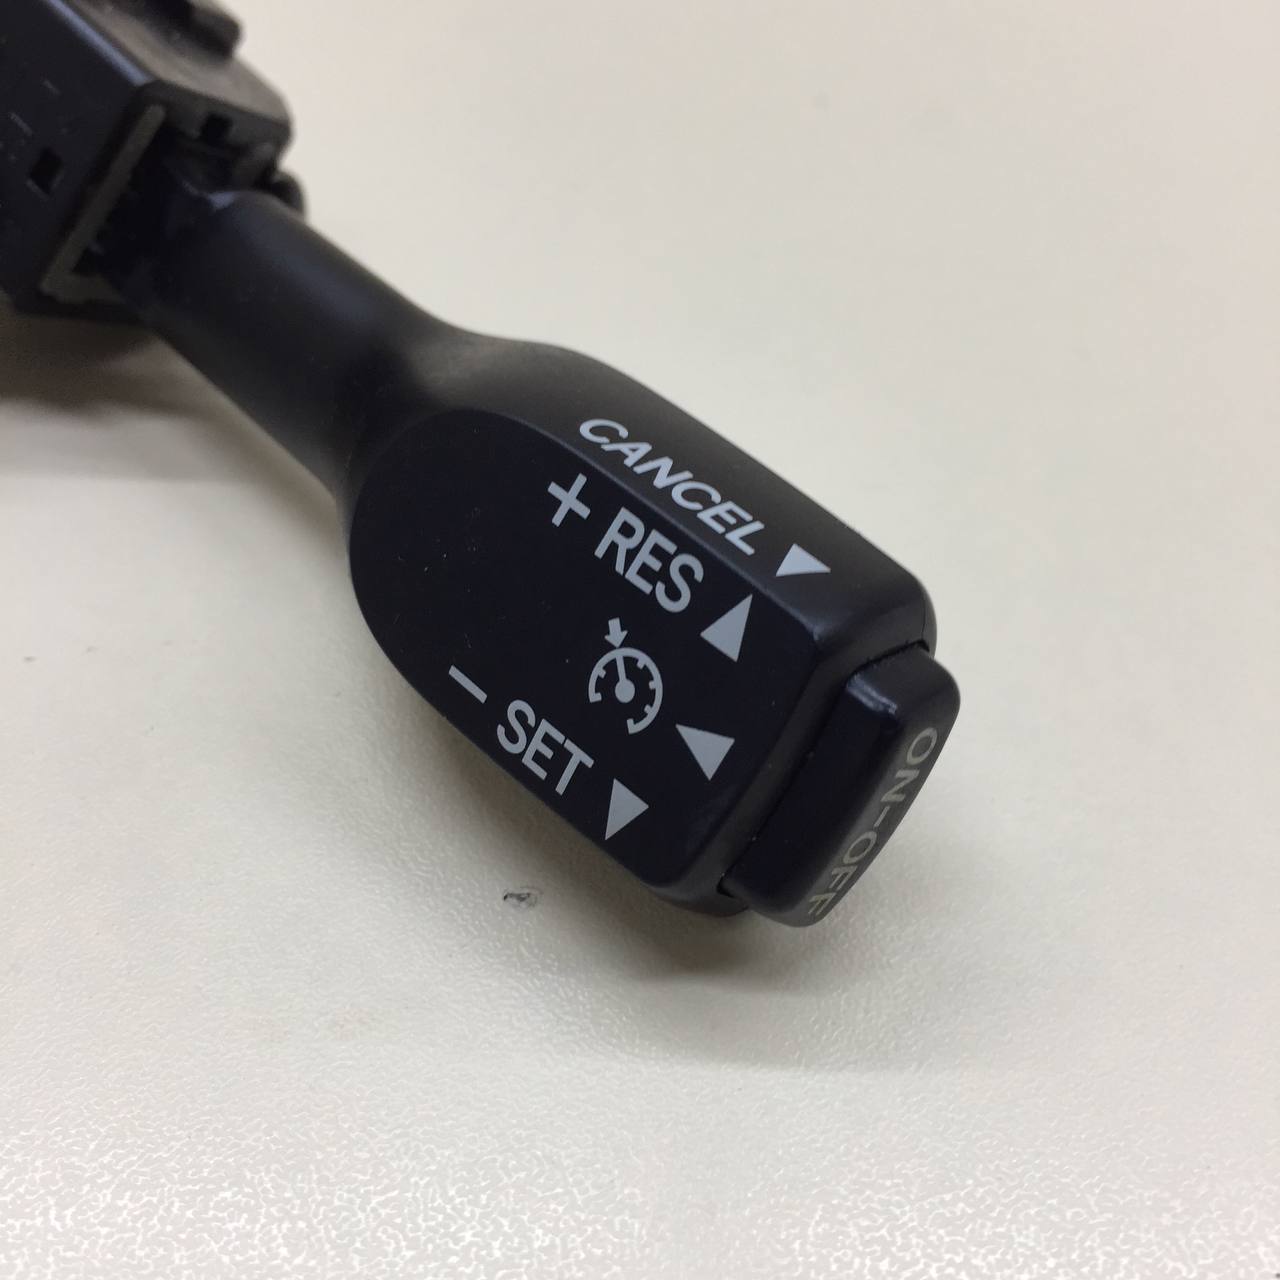 CANCEL
+ RES
- SET
ON-OFF